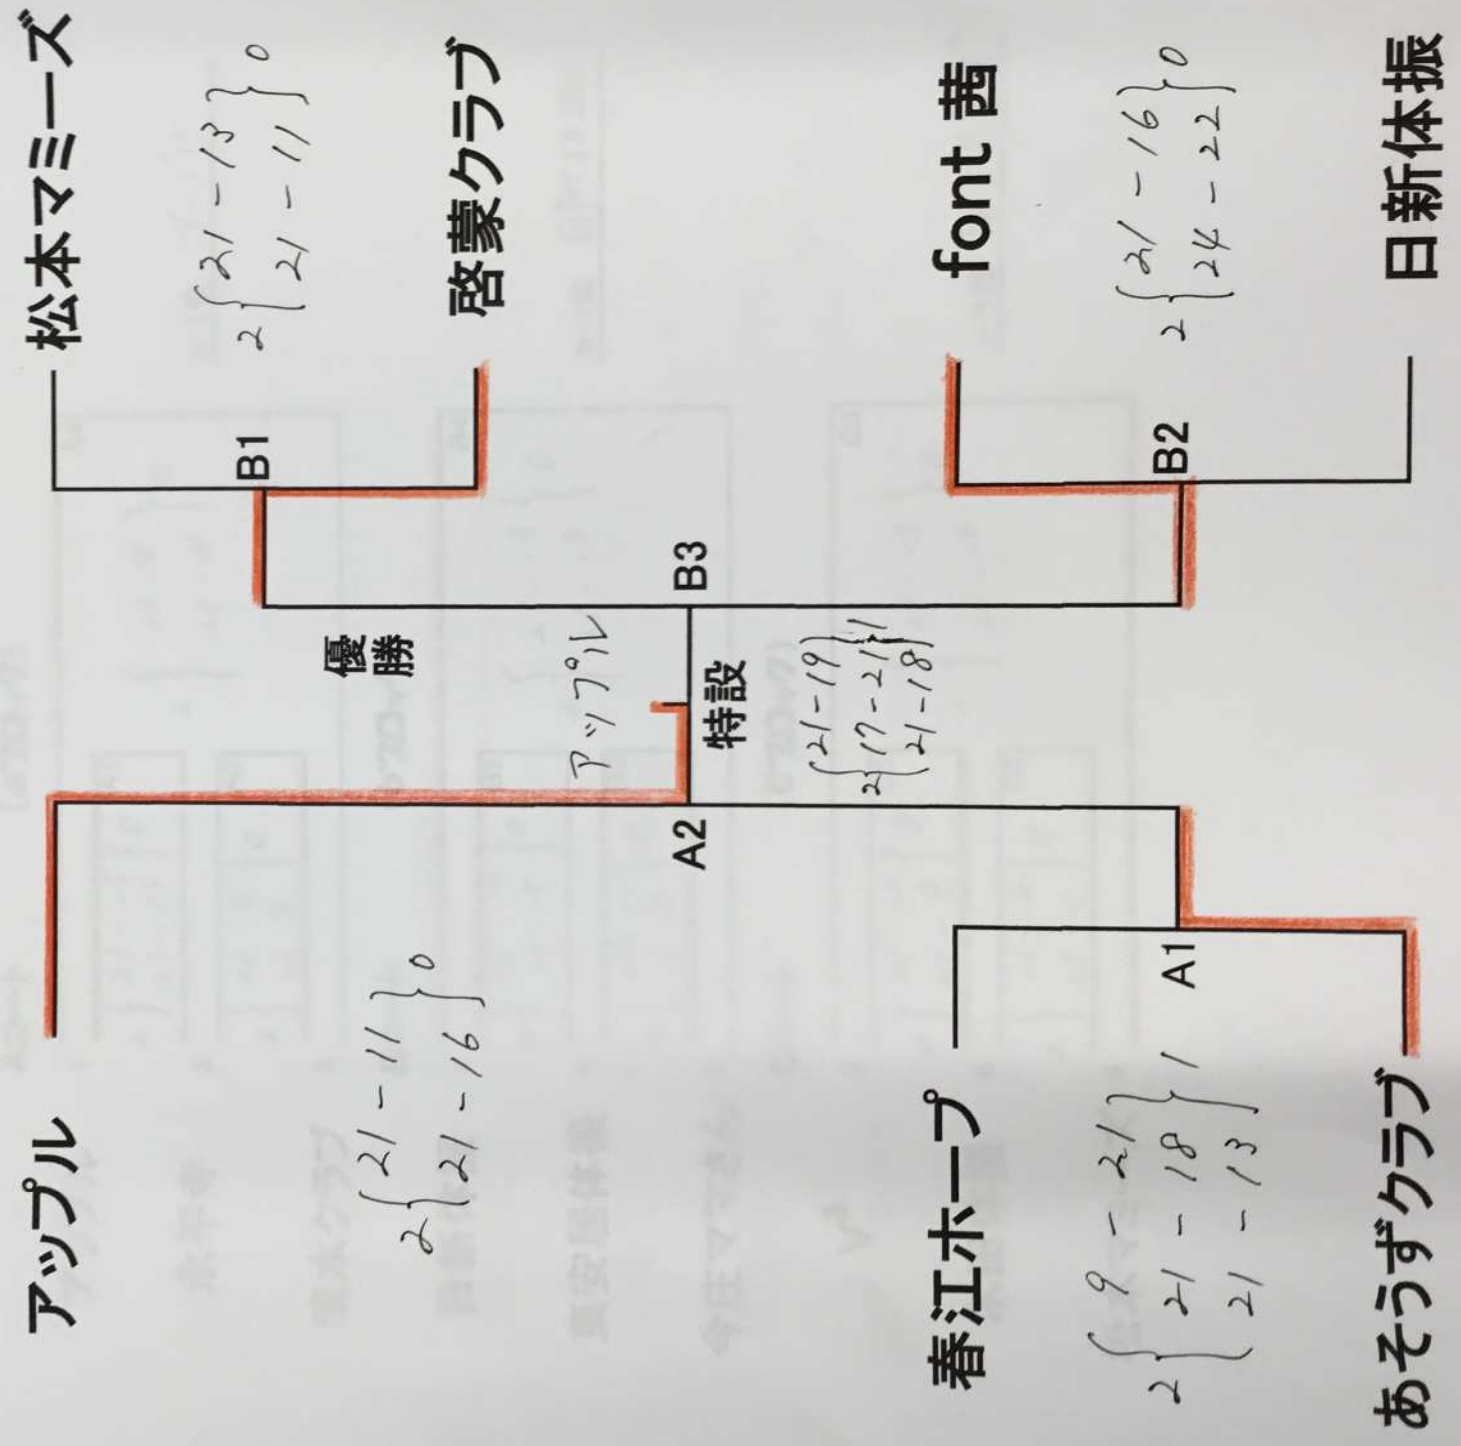 アップル
2 { 21 - 11 } 0
21 - 16
春江ホープ
2 { 9 - 21 } 1
21 - 18
21 - 13
あそうずクラブ
A1
A2
優勝
アップル
特設
2 { 21 - 19 } 1
17 - 21
21 - 18
B3
B1
B2
松本マミーズ
2 { 21 - 13 } 0
21 - 11
啓蒙クラブ
font 茜
2 { 21 - 16 } 0
24 - 22
日新体振